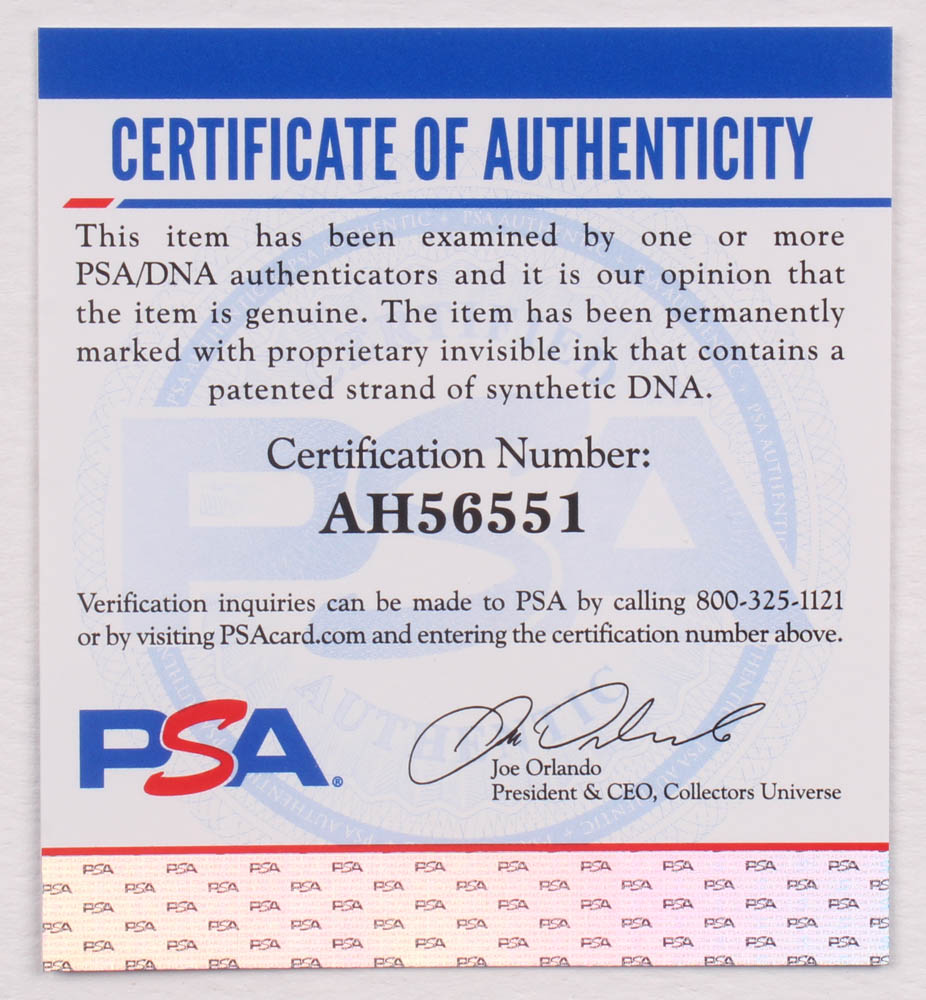 CERTIFICATE OF AUTHENTICITY
This item has been examined by one or more
PSA/DNA authenticators and it is our opinion that
the item is genuine. The item has been permanently
marked with proprietary invisible ink that contains a
patented strand of synthetic DNA.
Certification Number:
AH56551
Verification inquiries can be made to PSA by calling 800-325-1121
or by visiting PSAcard.com and entering the certification number above.
PSA®
Joe Orlando
President & CEO, Collectors Universe